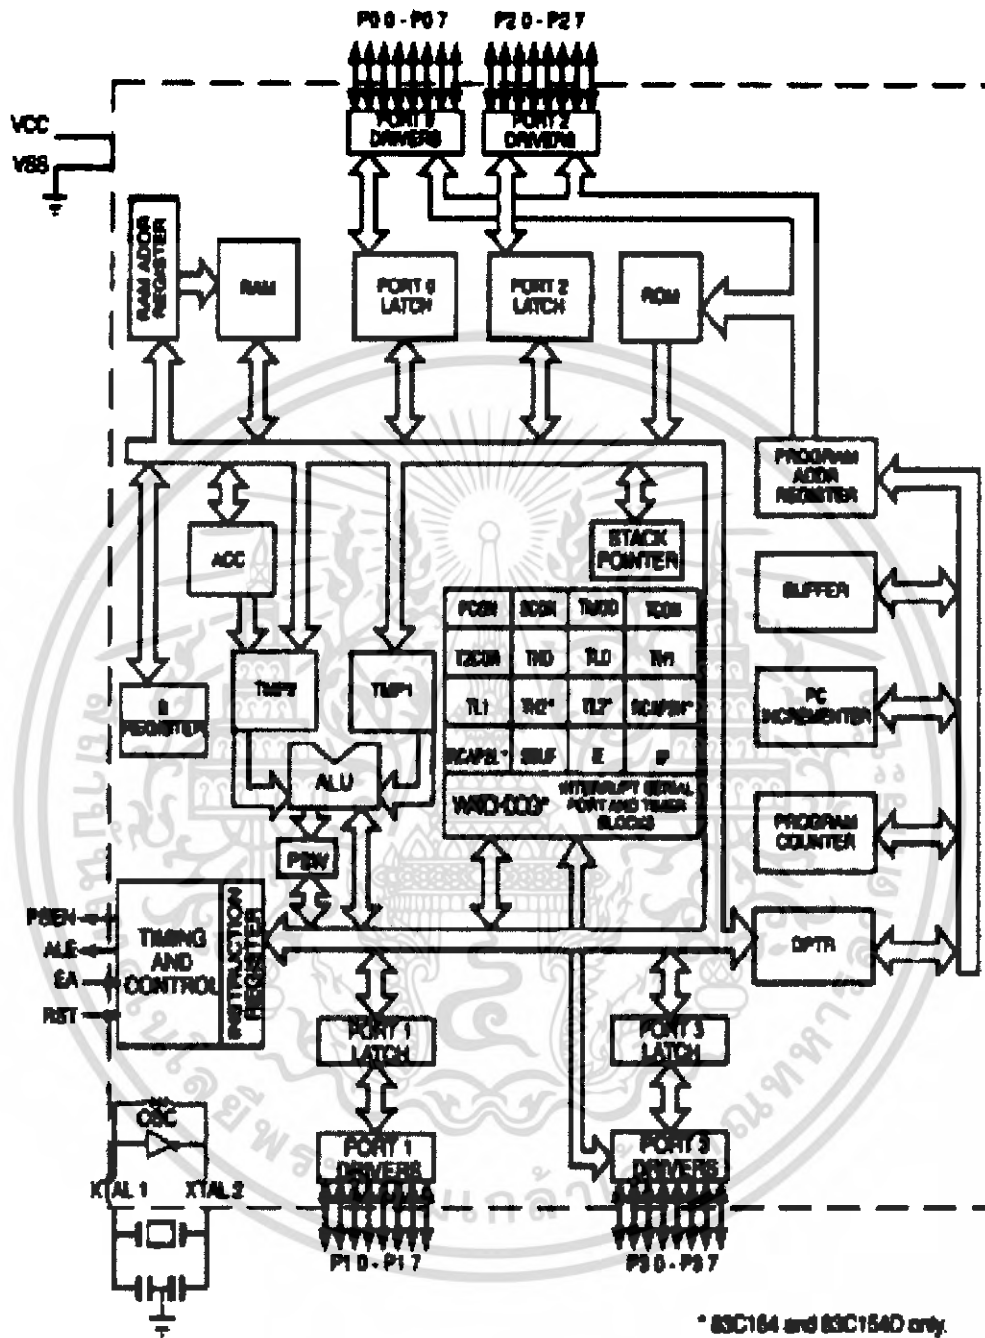 P0 0 - P0 7
P2 0 - P2 7
PORT 0
DRIVERS
PORT 2
DRIVERS
VCC
VSS
RAM ADDR
REGISTER
RAM
PORT 0
LATCH
PORT 2
LATCH
ROM
PROGRAM
ADDR
REGISTER
ACC
STACK
POINTER
BUFFER
PCON SCON TMOD TCON
T2CON TH0 TL0 TH1
TL1 TH2* TL2* RCAP2H*
RCAP2L* SBUF IE IP
WATCHDOG*
INTERRUPT SERIAL
PORT AND TIMER
BLOCKS
B
REGISTER
TMP2
TMP1
PC
INCREMENTER
ALU
PSW
PROGRAM
COUNTER
PSEN
ALE
EA
RST
TIMING
AND
CONTROL
INSTRUCTION
REGISTER
DPTR
PORT 1
LATCH
PORT 3
LATCH
OSC
PORT 1
DRIVERS
PORT 3
DRIVERS
XTAL 1
XTAL 2
P1 0 - P1 7
P3 0 - P3 7
* 83C154 and 83C154D only.